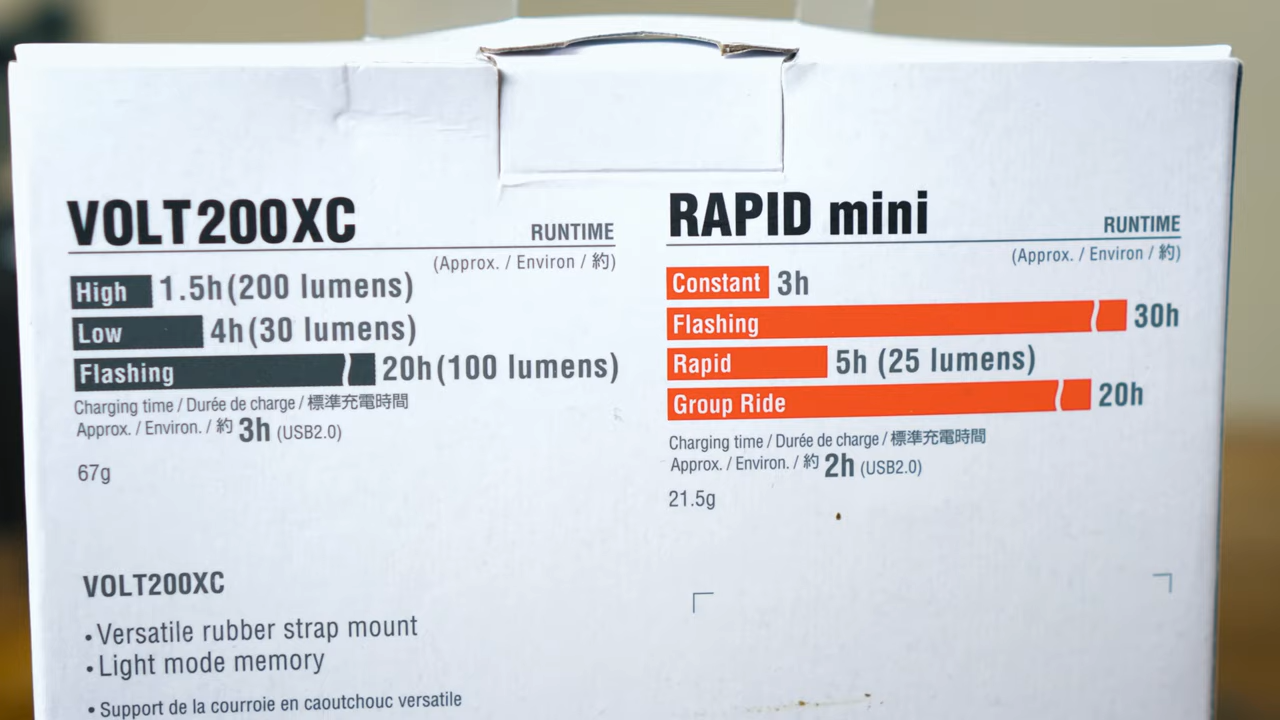 VOLT200XC RUNTIME
(Approx. / Environ / 約)
High 1.5h(200 lumens)
Low 4h(30 lumens)
Flashing 20h(100 lumens)
Charging time / Durée de charge / 標準充電時間
Approx. / Environ. / 約 3h (USB2.0)
67g
RAPID mini RUNTIME
(Approx. / Environ / 約)
Constant 3h
Flashing 30h
Rapid 5h (25 lumens)
Group Ride 20h
Charging time / Durée de charge / 標準充電時間
Approx. / Environ. / 約 2h (USB2.0)
21.5g
VOLT200XC
• Versatile rubber strap mount
• Light mode memory
• Support de la courroie en caoutchouc versatile